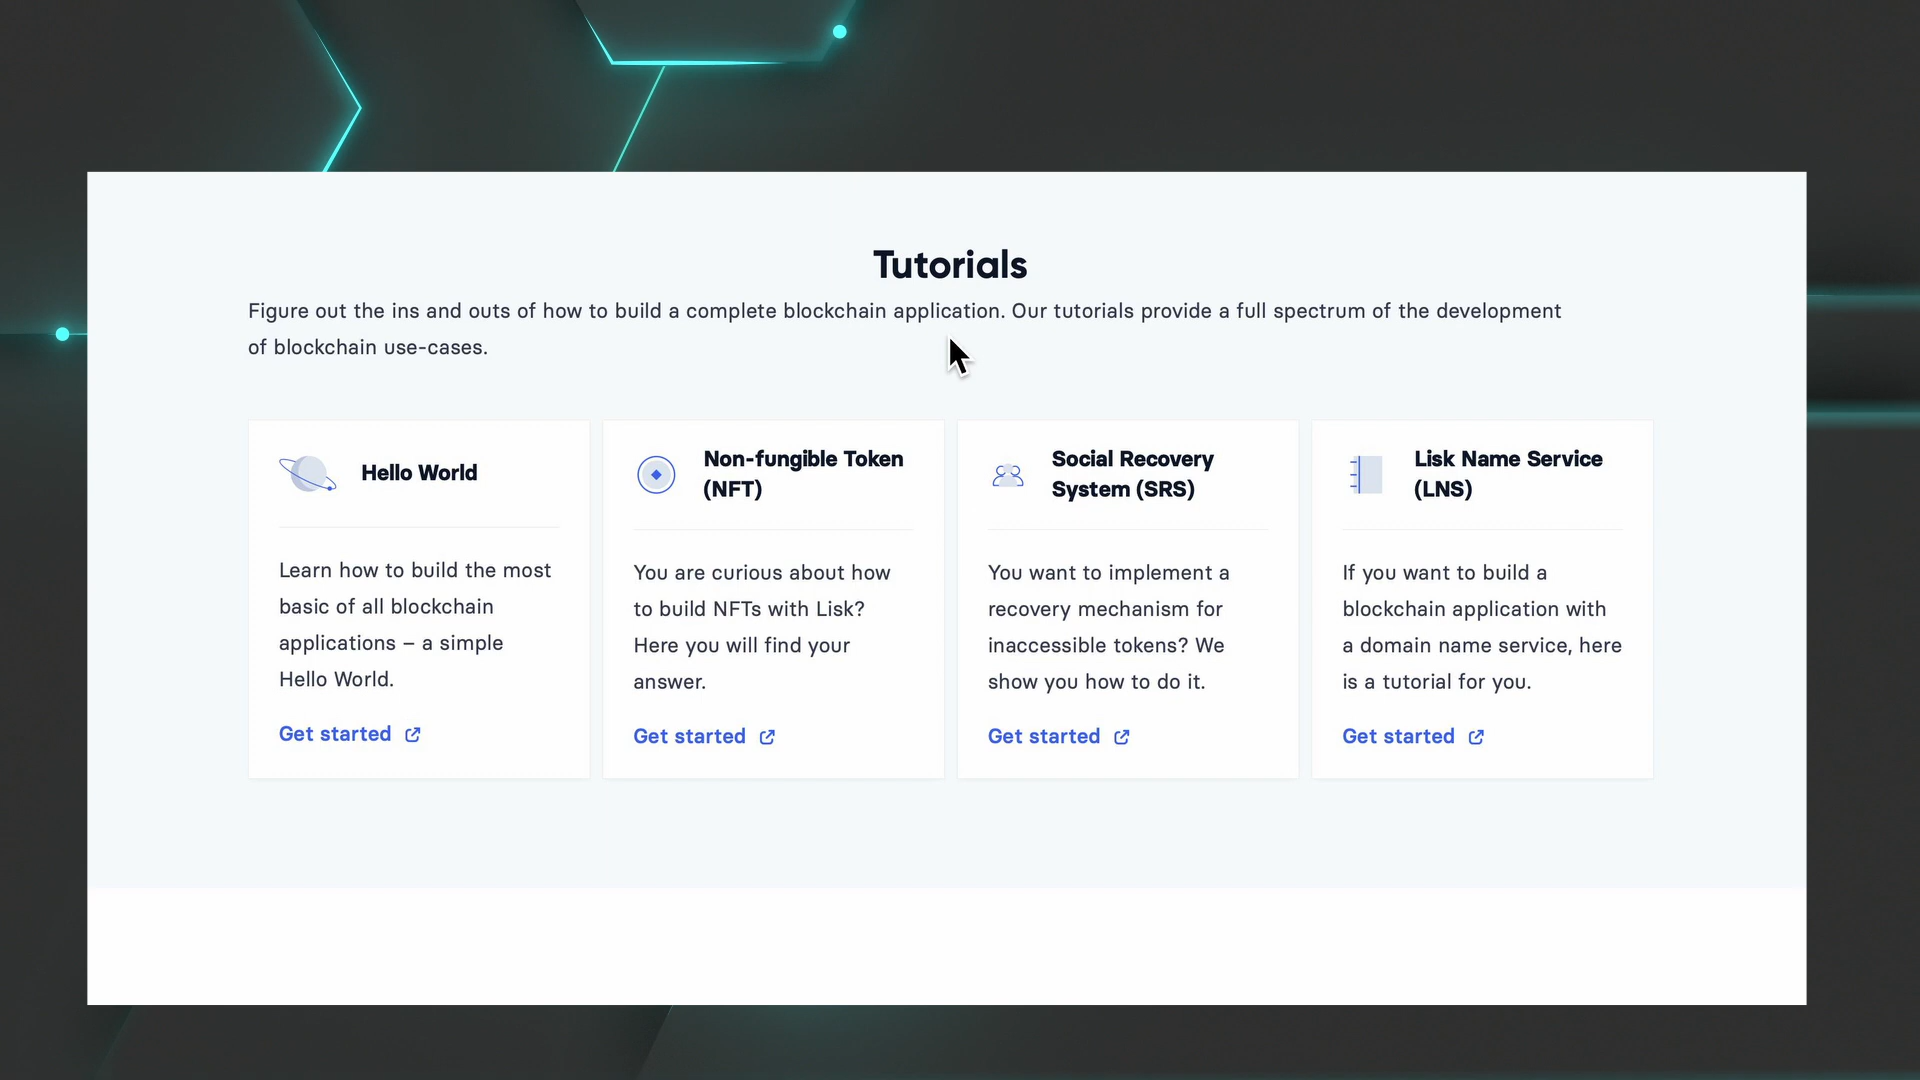 Tutorials
Figure out the ins and outs of how to build a complete blockchain application. Our tutorials provide a full spectrum of the development
of blockchain use-cases.
Hello World
Learn how to build the most
basic of all blockchain
applications – a simple
Hello World.
Get started
Non-fungible Token
(NFT)
You are curious about how
to build NFTs with Lisk?
Here you will find your
answer.
Get started
Social Recovery
System (SRS)
You want to implement a
recovery mechanism for
inaccessible tokens? We
show you how to do it.
Get started
Lisk Name Service
(LNS)
If you want to build a
blockchain application with
a domain name service, here
is a tutorial for you.
Get started